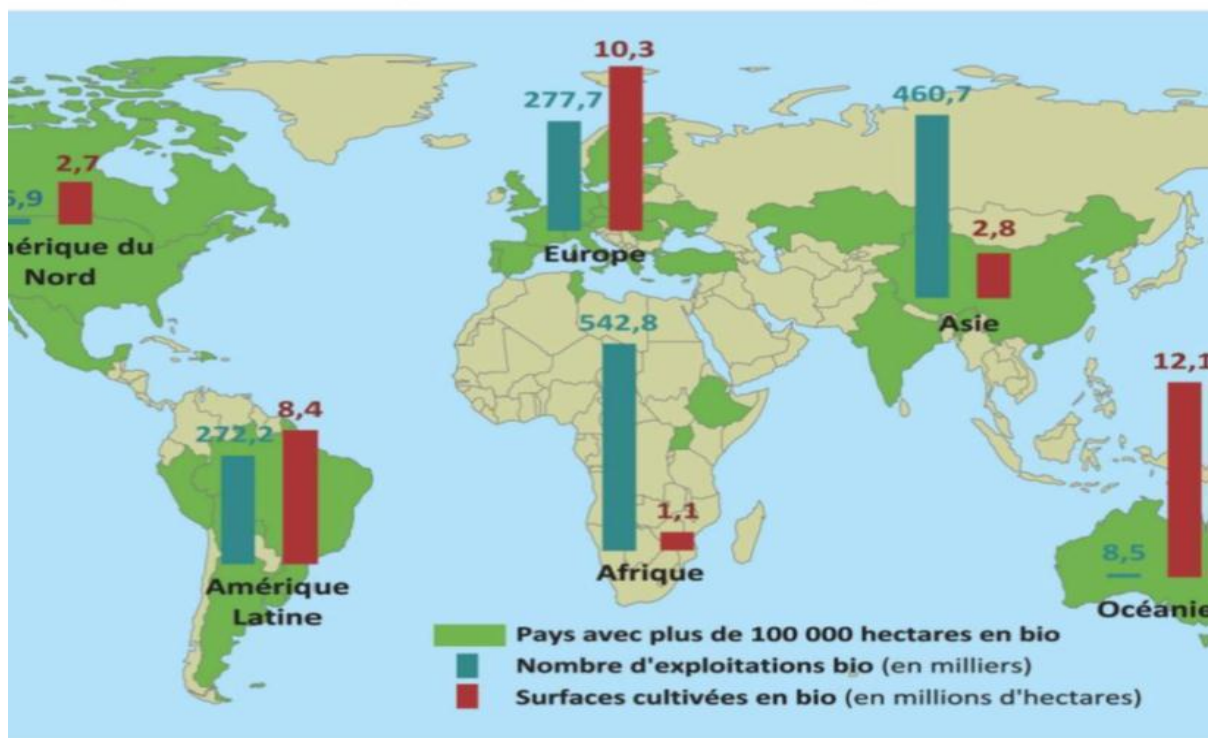 10,3
277,7
460,7
2,7
6,9
2,8
mérique du
Nord
Europe
Asie
542,8
12,1
8,4
272,2
1,1
8,5
Afrique
Amérique
Latine
Océanie
Pays avec plus de 100 000 hectares en bio
Nombre d'exploitations bio (en milliers)
Surfaces cultivées en bio (en millions d'hectares)